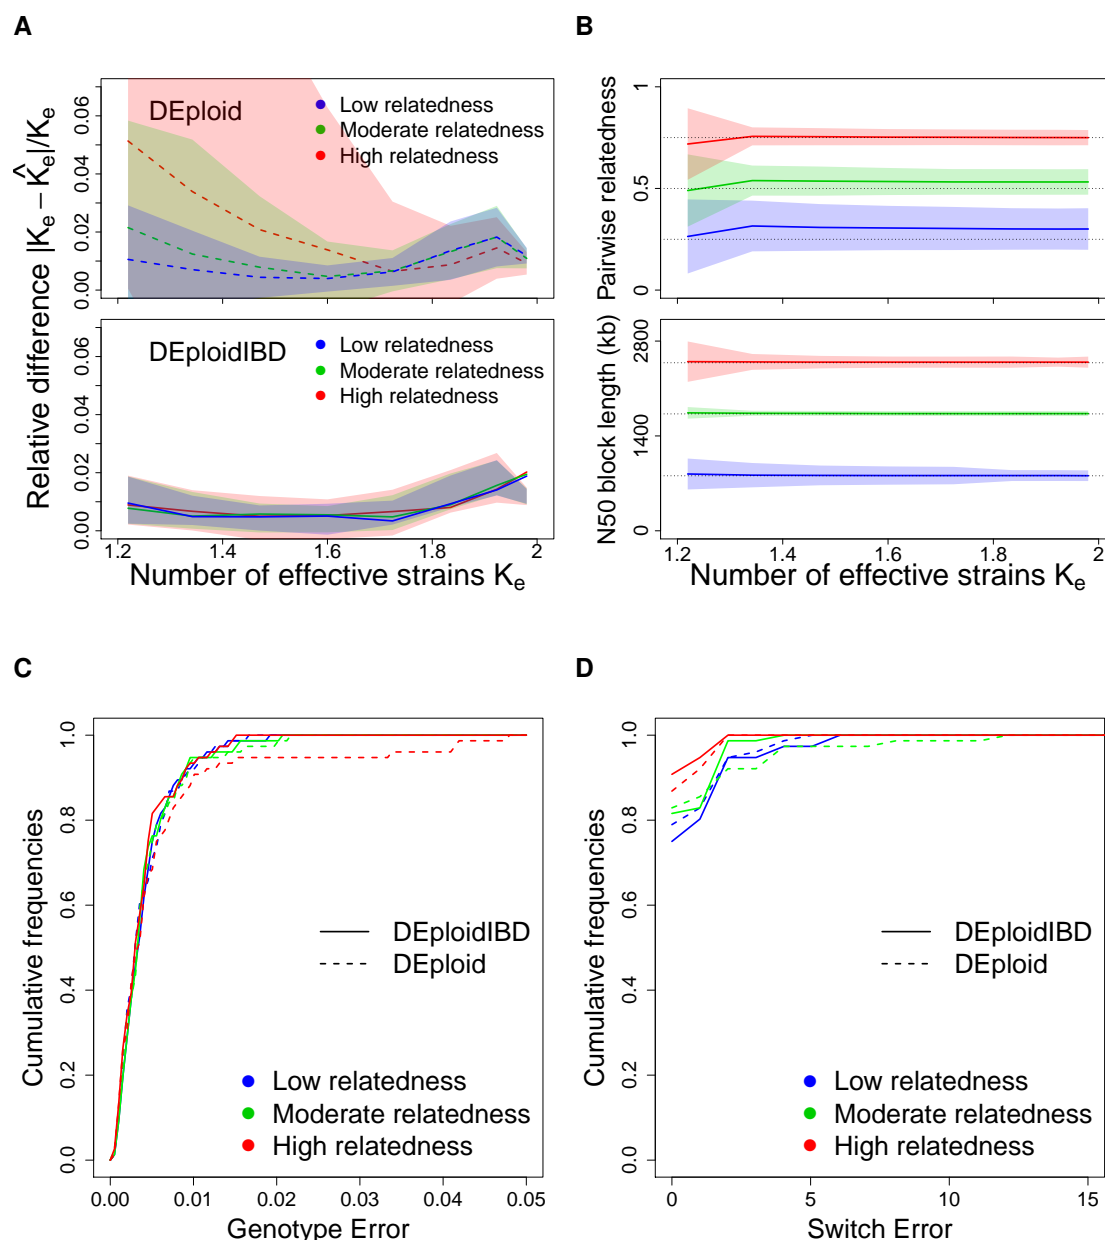 A
B
Relative difference |Kₑ − K̂ₑ|/Kₑ
DEploid
Low relatedness
Moderate relatedness
High relatedness
0.06
0.04
0.02
0.00
DEploidIBD
Low relatedness
Moderate relatedness
High relatedness
0.06
0.04
0.02
0.00
1.2 1.4 1.6 1.8 2
Number of effective strains Kₑ
Pairwise relatedness
1
0.5
0
N50 block length (kb)
2800
1400
0
1.2 1.4 1.6 1.8 2
Number of effective strains Kₑ
C
Cumulative frequencies
1.0
0.8
0.6
0.4
0.2
0.0
DEploidIBD
DEploid
Low relatedness
Moderate relatedness
High relatedness
0.00 0.01 0.02 0.03 0.04 0.05
Genotype Error
D
Cumulative frequencies
1.0
0.8
0.6
0.4
0.2
0.0
DEploidIBD
DEploid
Low relatedness
Moderate relatedness
High relatedness
0 5 10 15
Switch Error